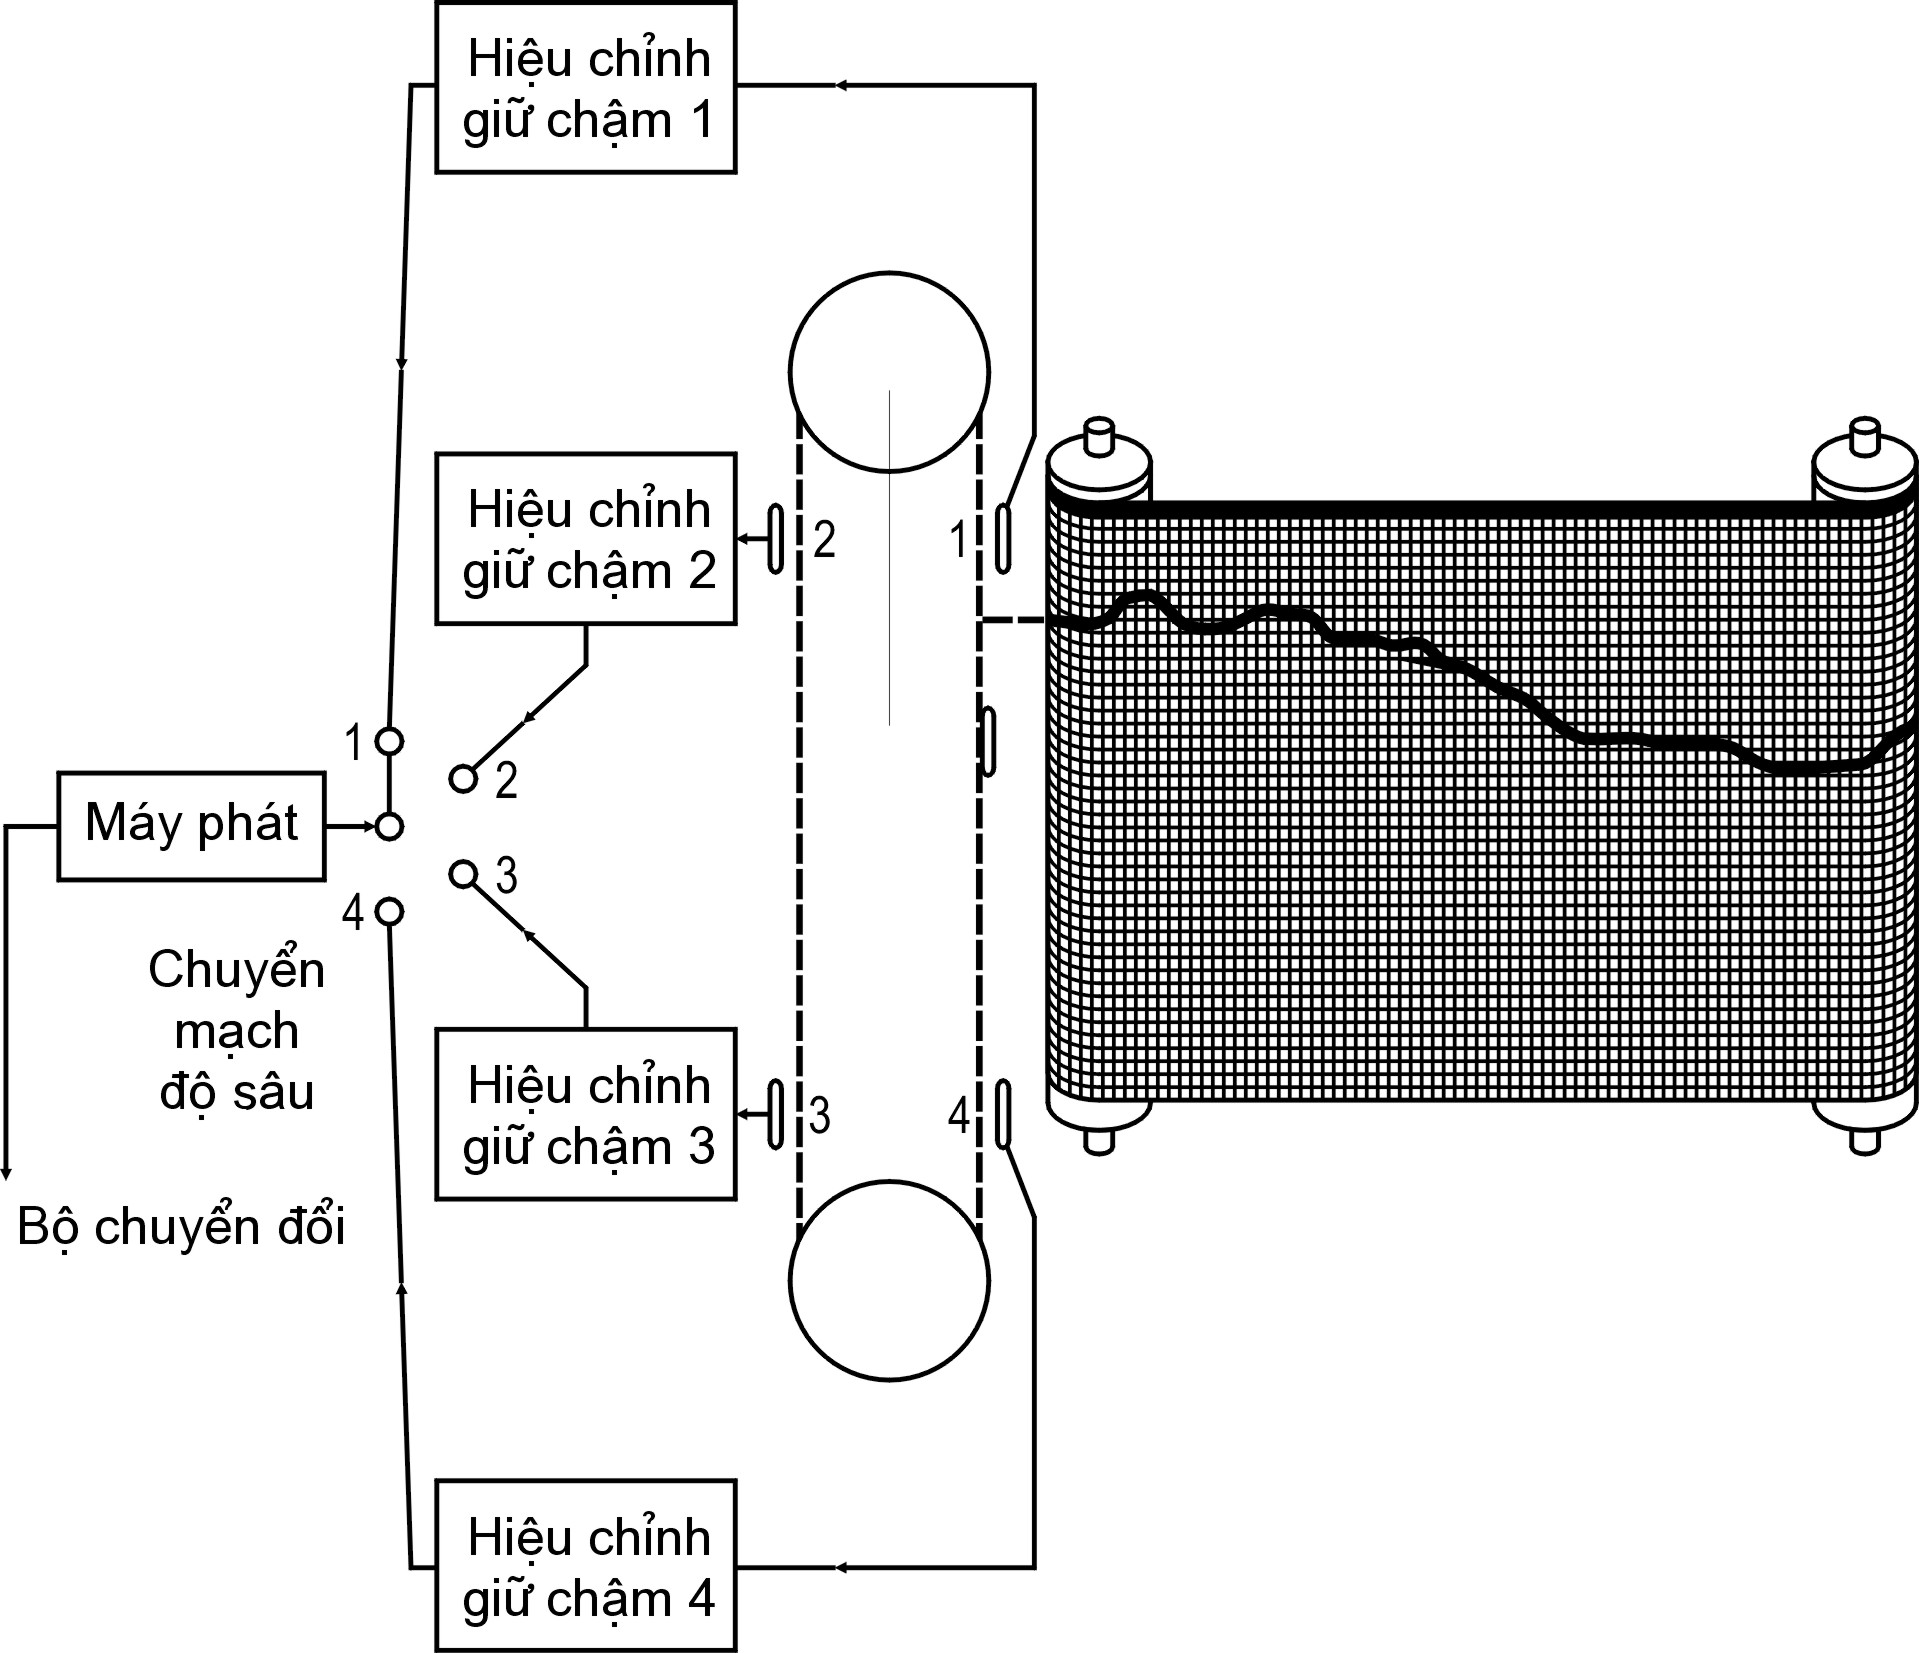 Hiệu chỉnh
giữ chậm 1
Hiệu chỉnh
giữ chậm 2
2
1
1
2
Máy phát
3
4
Chuyển
mạch
độ sâu
Hiệu chỉnh
giữ chậm 3
3
4
Bộ chuyển đổi
Hiệu chỉnh
giữ chậm 4